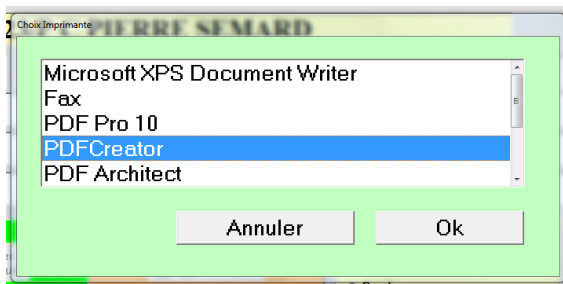 Choix Imprimante
PIERRE SEMARD
Microsoft XPS Document Writer
Fax
PDF Pro 10
PDFCreator
PDF Architect
Annuler
Ok